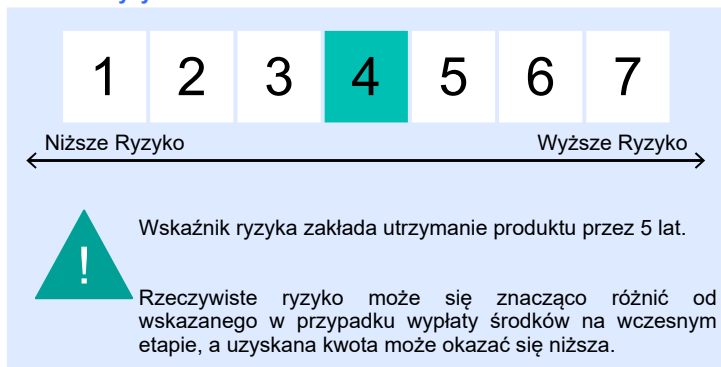 1 2 3 4 5 6 7
Niższe Ryzyko Wyższe Ryzyko
Wskaźnik ryzyka zakłada utrzymanie produktu przez 5 lat.
!
Rzeczywiste ryzyko może się znacząco różnić od
wskazanego w przypadku wypłaty środków na wczesnym
etapie, a uzyskana kwota może okazać się niższa.